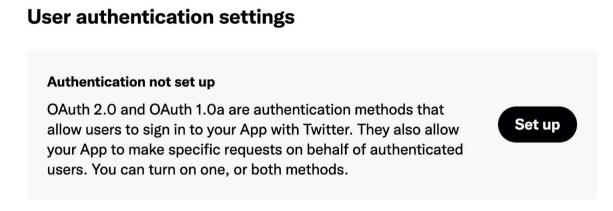 User authentication settings
Authentication not set up
OAuth 2.0 and OAuth 1.0a are authentication methods that
allow users to sign in to your App with Twitter. They also allow
your App to make specific requests on behalf of authenticated
users. You can turn on one, or both methods.
Set up